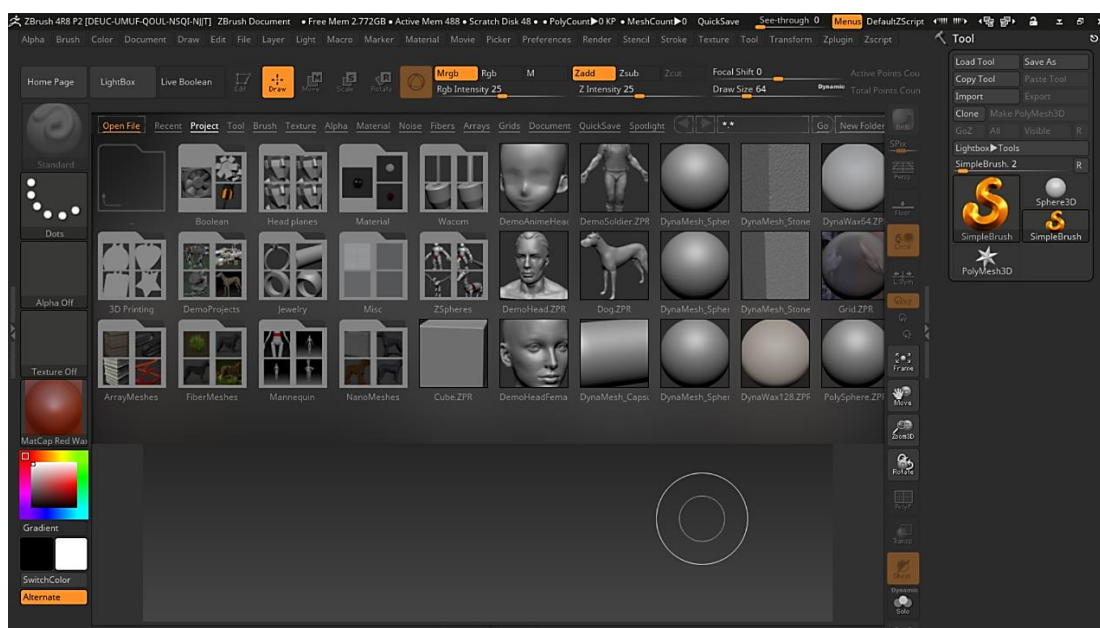 ZBrush 4R8 P2 [DEUC-UMUF-QOUL-NSQI-NJJT] ZBrush Document • Free Mem 2.772GB • Active Mem 488 • Scratch Disk 48 • • PolyCount▶0 KP • MeshCount▶0 QuickSave See-through 0 Menus DefaultZScript
Alpha Brush Color Document Draw Edit File Layer Light Macro Marker Material Movie Picker Preferences Render Stencil Stroke Texture Tool Transform Zplugin Zscript
Home Page LightBox Live Boolean Edit Draw Move Scale Rotate
Mrgb Rgb M Zadd Zsub Zcut Focal Shift 0 Active Points Cou
Rgb Intensity 25 Z Intensity 25 Draw Size 64 Dynamic Total Points Coun
Open File Recent Project Tool Brush Texture Alpha Material Noise Fibers Arrays Grids Document QuickSave Spotlight *.* Go New Folder
.. Boolean Head planes Material Wacom DemoAnimeHead DemoSoldier.ZPR DynaMesh_Spher DynaMesh_Stone DynaWax64.ZP
3D Printing DemoProjects Jewelry Misc ZSpheres DemoHead.ZPR Dog.ZPR DynaMesh_Spher DynaMesh_Stone Grid.ZPR
ArrayMeshes FiberMeshes Mannequin NanoMeshes Cube.ZPR DemoHeadFema DynaMesh_Capsu DynaMesh_Spher DynaWax128.ZPR PolySphere.ZP
Standard
Dots
Alpha Off
Texture Off
MatCap Red Wax
Gradient
SwitchColor
Alternate
SPix
Persp
Floor
Local
L.Sym
Frame
Move
Zoom3D
Rotate
PolyF
Transp
Ghost
Dynamic
Solo
Tool
Load Tool Save As
Copy Tool Paste Tool
Import Export
Clone Make PolyMesh3D
GoZ All Visible R
Lightbox▶Tools
SimpleBrush. 2 R
Sphere3D
SimpleBrush SimpleBrush
PolyMesh3D